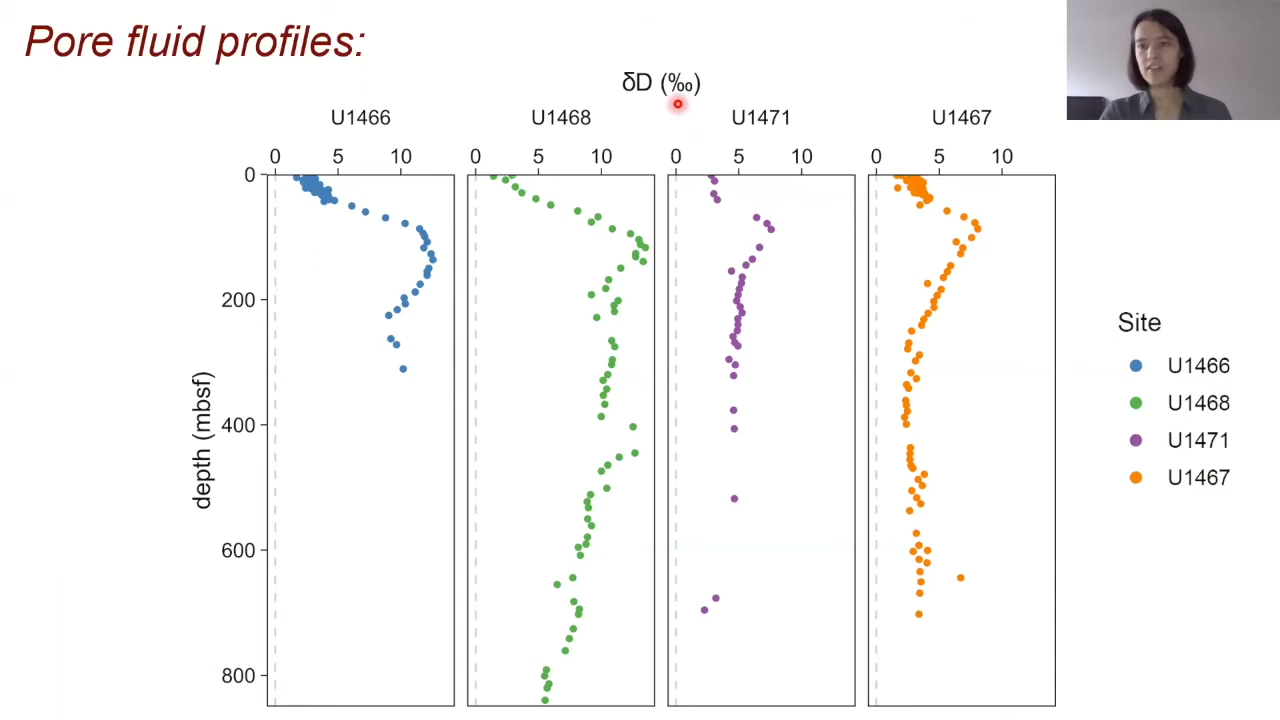 Pore fluid profiles:
δD (‰)
U1466 U1468 U1471 U1467
0 5 10 0 5 10 0 5 10 0 5 10
0
200
400
600
800
depth (mbsf)
Site
U1466
U1468
U1471
U1467